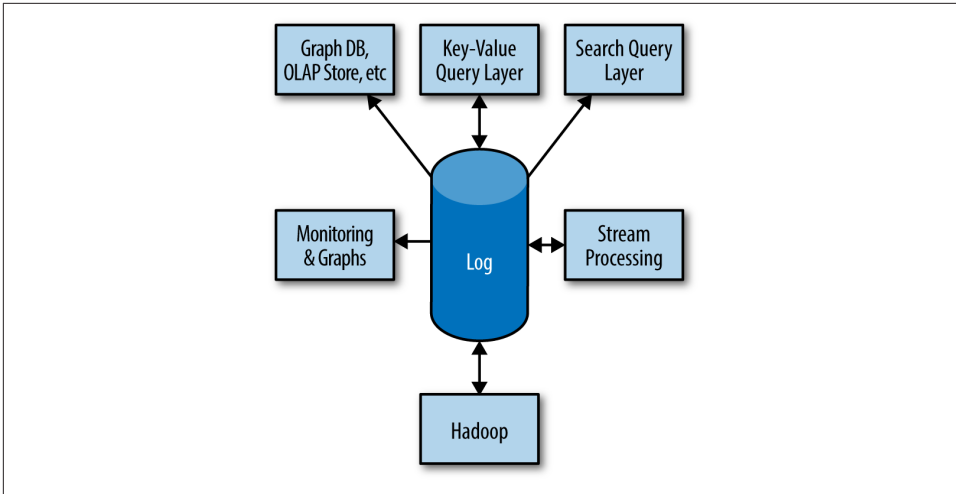 Graph DB,
OLAP Store, etc
Key-Value
Query Layer
Search Query
Layer
Monitoring
& Graphs
Log
Stream
Processing
Hadoop